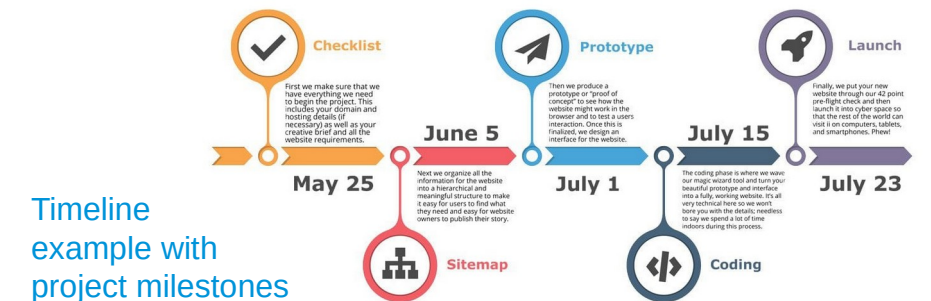 Checklist
First we make sure that we
have everything we need
to begin the project. This
includes your domain and
hosting details (if
necessary) as well as your
creative brief and all the
website requirements.
May 25
June 5
Next we organize all the
information for the website
into a hierarchical and
meaningful structure to make
it easy for users to find what
they need and easy for website
owners to publish their story.
Sitemap
Prototype
Then we produce a
prototype or "proof of
concept" to see how the
website might work in the
browser and to test a users
interaction. Once this is
finalized, we design an
interface for the website.
July 1
July 15
The coding phase is where we wave
our magic wizard tool and turn your
beautiful prototype and interface
into a fully, working website. It's all
very technical here so we won't
bore you with the details; needless
to say we spend a lot of time
indoors during this process.
Coding
Launch
Finally, we put your new
website through our 42 point
pre-flight check and then
launch it into cyber space so
that the rest of the world can
visit ii on computers, tablets,
and smartphones. Phew!
July 23
Timeline
example with
project milestones